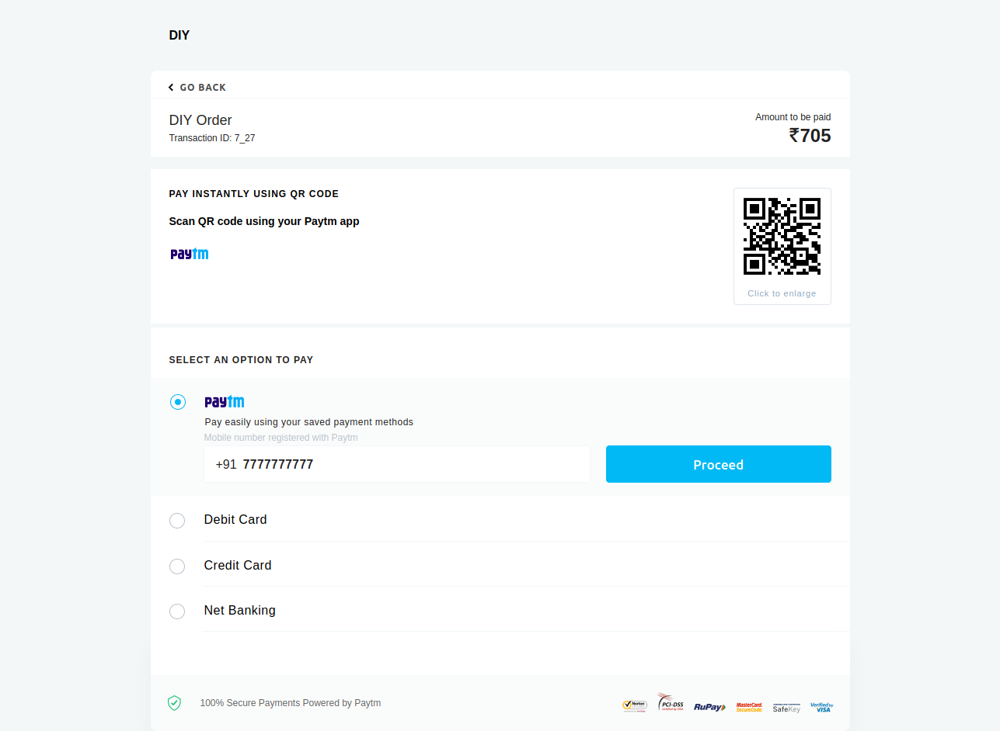 DIY
GO BACK
DIY Order
Transaction ID: 7_27
Amount to be paid
₹705
PAY INSTANTLY USING QR CODE
Scan QR code using your Paytm app
paytm
Click to enlarge
SELECT AN OPTION TO PAY
paytm
Pay easily using your saved payment methods
Mobile number registered with Paytm
+91 7777777777
Proceed
Debit Card
Credit Card
Net Banking
100% Secure Payments Powered by Paytm
Norton
PCI-DSS
RuPay
MasterCard.
SecureCode.
AMERICAN EXPRESS
SafeKey
Verified by
VISA